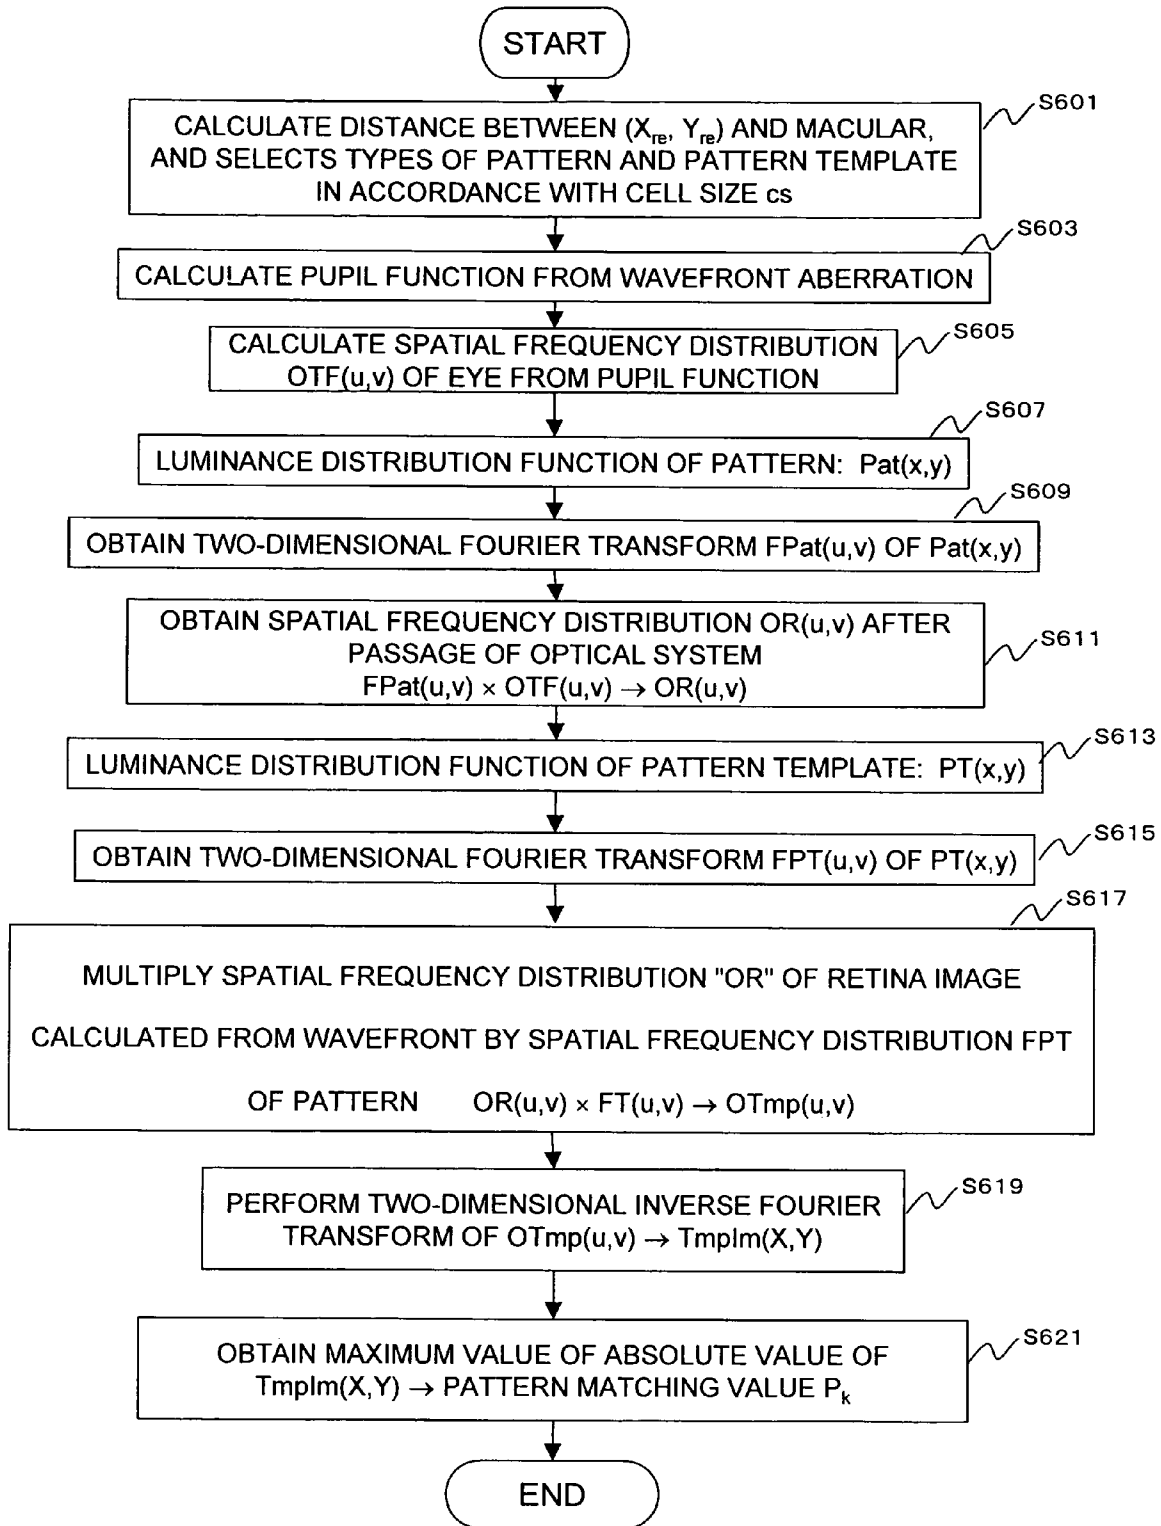 START
S601
CALCULATE DISTANCE BETWEEN (Xre, Yre) AND MACULAR,
AND SELECTS TYPES OF PATTERN AND PATTERN TEMPLATE
IN ACCORDANCE WITH CELL SIZE cs
S603
CALCULATE PUPIL FUNCTION FROM WAVEFRONT ABERRATION
S605
CALCULATE SPATIAL FREQUENCY DISTRIBUTION
OTF(u,v) OF EYE FROM PUPIL FUNCTION
S607
LUMINANCE DISTRIBUTION FUNCTION OF PATTERN: Pat(x,y)
S609
OBTAIN TWO-DIMENSIONAL FOURIER TRANSFORM FPat(u,v) OF Pat(x,y)
OBTAIN SPATIAL FREQUENCY DISTRIBUTION OR(u,v) AFTER
PASSAGE OF OPTICAL SYSTEM
FPat(u,v) × OTF(u,v) → OR(u,v)
S611
S613
LUMINANCE DISTRIBUTION FUNCTION OF PATTERN TEMPLATE: PT(x,y)
S615
OBTAIN TWO-DIMENSIONAL FOURIER TRANSFORM FPT(u,v) OF PT(x,y)
S617
MULTIPLY SPATIAL FREQUENCY DISTRIBUTION "OR" OF RETINA IMAGE
CALCULATED FROM WAVEFRONT BY SPATIAL FREQUENCY DISTRIBUTION FPT
OF PATTERN OR(u,v) × FT(u,v) → OTmp(u,v)
S619
PERFORM TWO-DIMENSIONAL INVERSE FOURIER
TRANSFORM OF OTmp(u,v) → TmpIm(X,Y)
S621
OBTAIN MAXIMUM VALUE OF ABSOLUTE VALUE OF
TmpIm(X,Y) → PATTERN MATCHING VALUE Pk
END